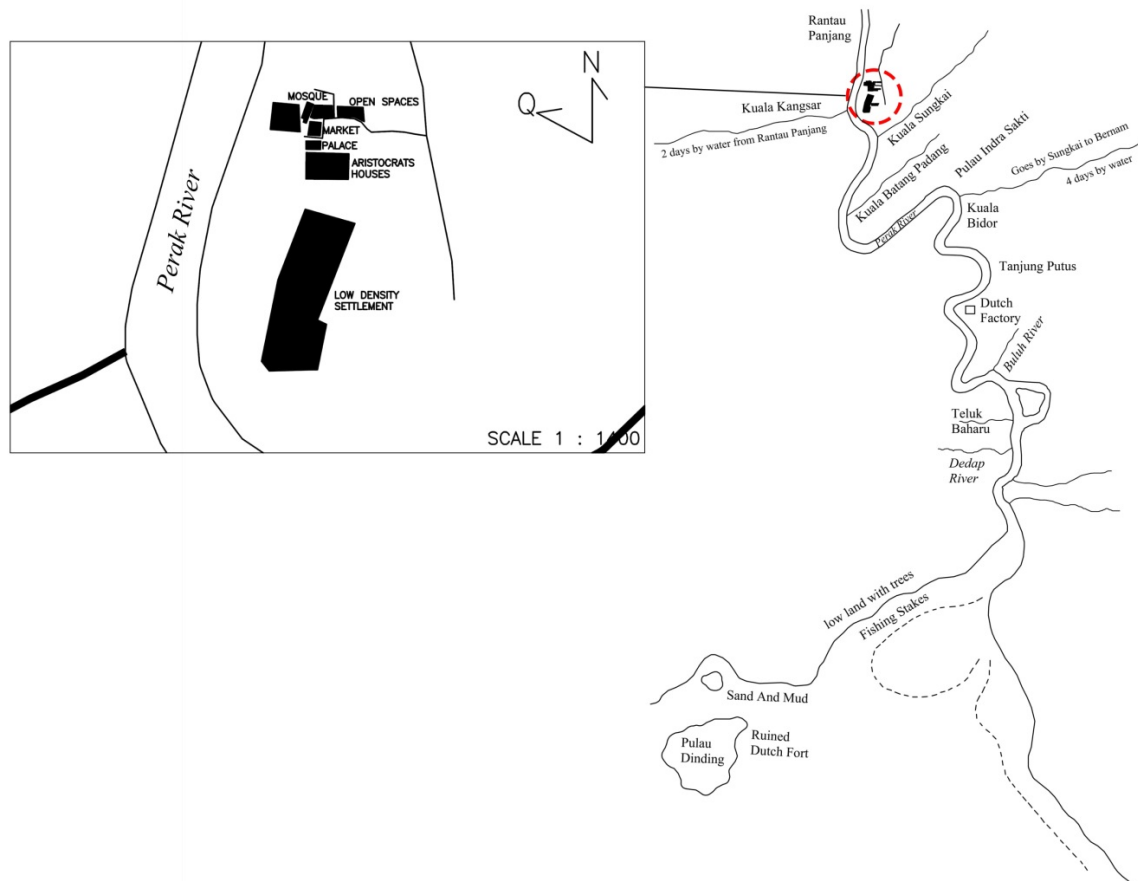 N
Q
MOSQUE
OPEN SPACES
MARKET
PALACE
ARISTOCRATS
HOUSES
Perak River
LOW DENSITY
SETTLEMENT
SCALE 1 : 1400
Rantau
Panjang
Kuala Kangsar
2 days by water from Rantau Panjang
Kuala Sungkai
Kuala Batang Padang
Pulau Indra Sakti
Goes by Sungkai to Bernam
4 days by water
Perak River
Kuala
Bidor
Tanjung Putus
Dutch
Factory
Buluh River
Teluk
Baharu
Dedap
River
low land with trees
Fishing Stakes
Sand And Mud
Pulau
Dinding
Ruined
Dutch Fort